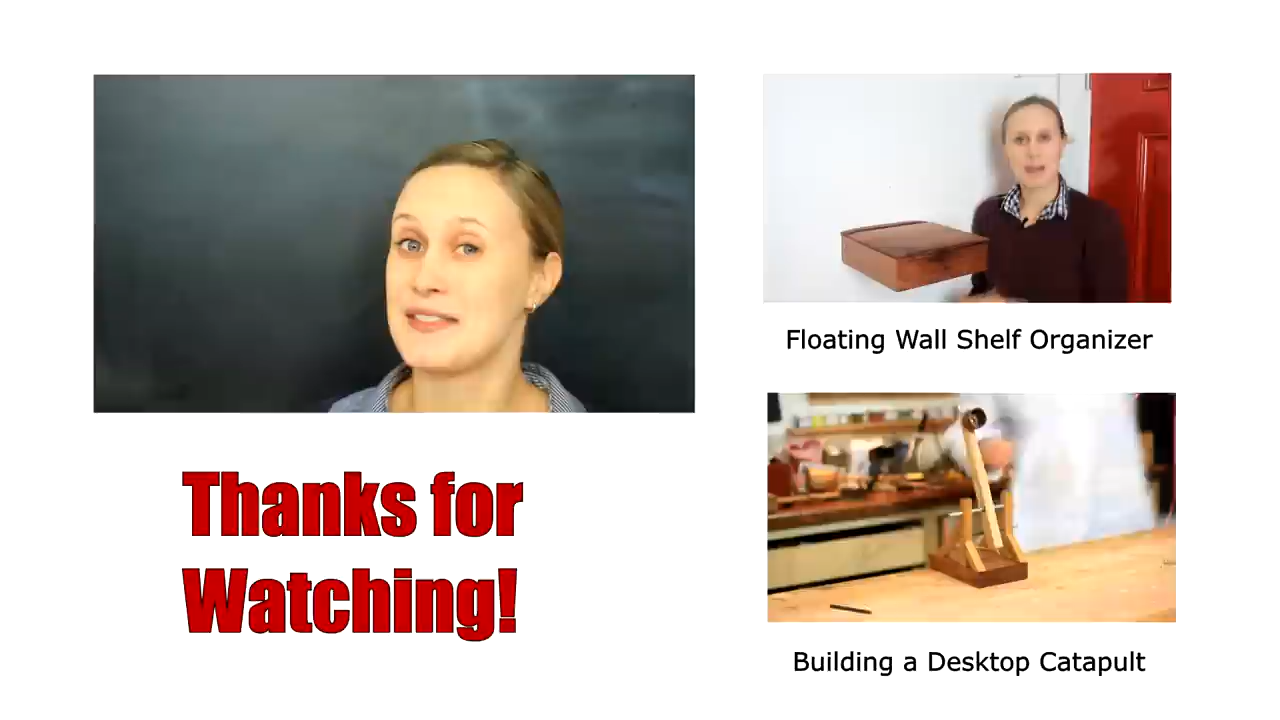 Thanks for
Watching!
Floating Wall Shelf Organizer
Building a Desktop Catapult